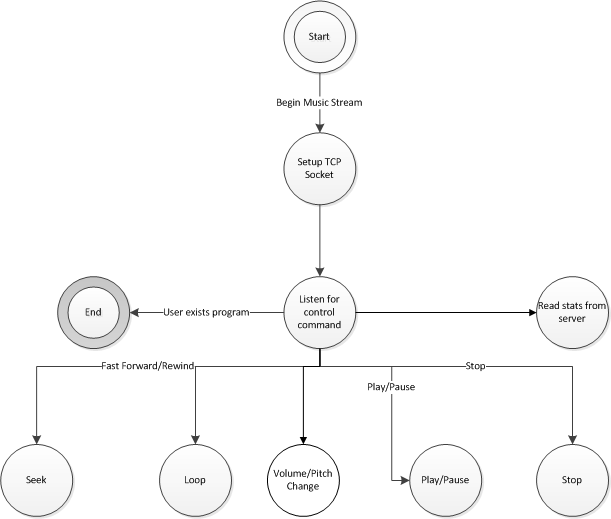 Start
Begin Music Stream
Setup TCP
Socket
End
User exists program
Listen for
control
command
Read stats from
server
Fast Forward/Rewind
Stop
Play/Pause
Seek
Loop
Volume/Pitch
Change
Play/Pause
Stop